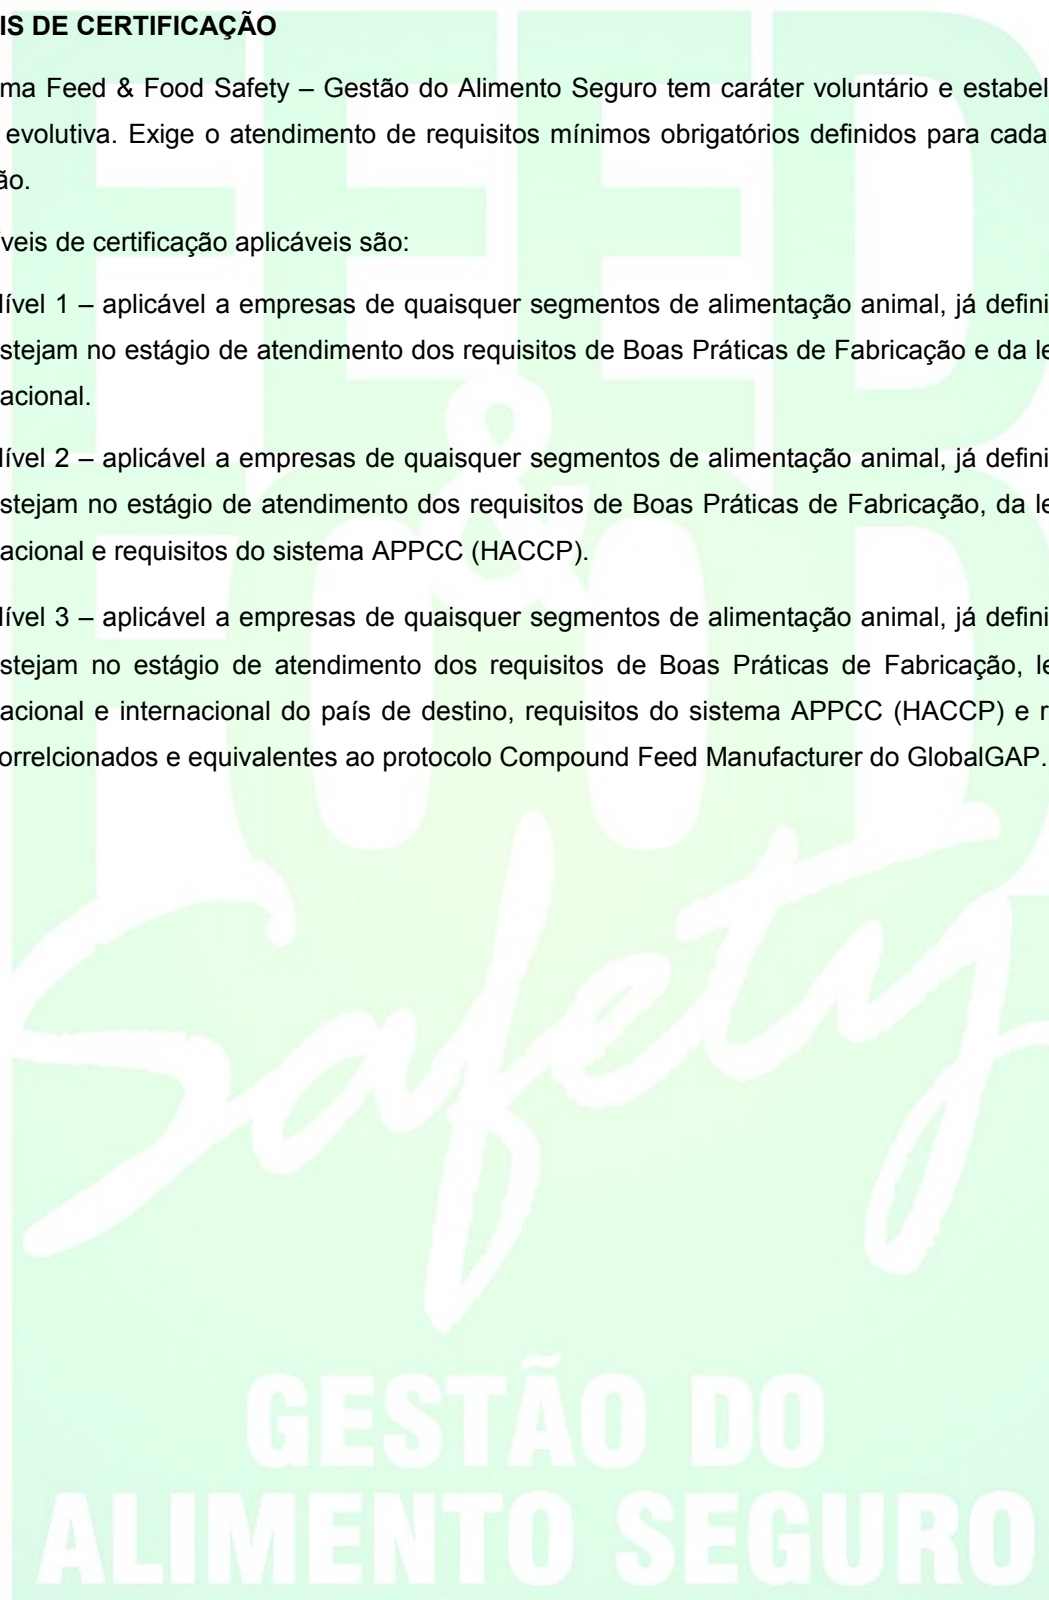 IS DE CERTIFICAÇÃO
ma Feed & Food Safety – Gestão do Alimento Seguro tem caráter voluntário e estabel
evolutiva. Exige o atendimento de requisitos mínimos obrigatórios definidos para cada
ão.
íveis de certificação aplicáveis são:
lível 1 – aplicável a empresas de quaisquer segmentos de alimentação animal, já defini
stejam no estágio de atendimento dos requisitos de Boas Práticas de Fabricação e da le
acional.
lível 2 – aplicável a empresas de quaisquer segmentos de alimentação animal, já defini
stejam no estágio de atendimento dos requisitos de Boas Práticas de Fabricação, da le
acional e requisitos do sistema APPCC (HACCP).
lível 3 – aplicável a empresas de quaisquer segmentos de alimentação animal, já defini
stejam no estágio de atendimento dos requisitos de Boas Práticas de Fabricação, le
acional e internacional do país de destino, requisitos do sistema APPCC (HACCP) e r
orrelcionados e equivalentes ao protocolo Compound Feed Manufacturer do GlobalGAP.
FEED
&
FOOD
Safety
GESTÃO DO
ALIMENTO SEGURO